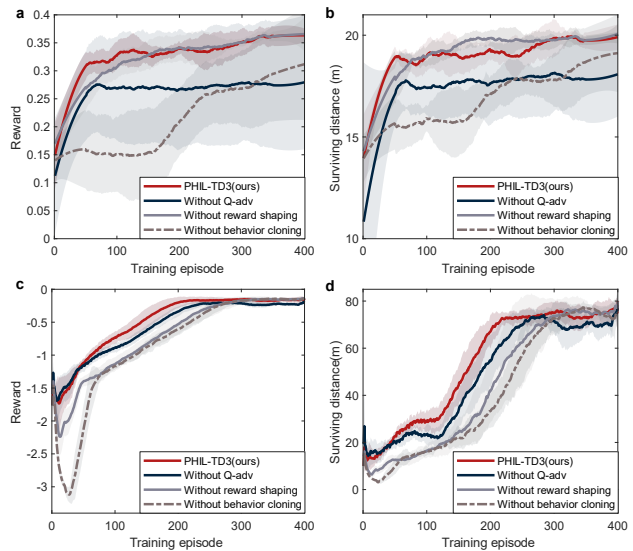 a
0.4
0.35
0.3
0.25
0.2
0.15
0.1
0.05
0
Reward
0 100 200 300 400
Training episode
PHIL-TD3(ours)
Without Q-adv
Without reward shaping
Without behavior cloning
b
20
15
10
Surviving distance (m)
0 100 200 300 400
Training episode
PHIL-TD3(ours)
Without Q-adv
Without reward shaping
Without behavior cloning
c
0
-0.5
-1
-1.5
-2
-2.5
-3
Reward
0 100 200 300 400
Training episode
PHIL-TD3(ours)
Without Q-adv
Without reward shaping
Without behavior cloning
d
80
60
40
20
0
Surviving distance(m)
0 100 200 300 400
Training episode
PHIL-TD3(ours)
Without Q-adv
Without reward shaping
Without behavior cloning